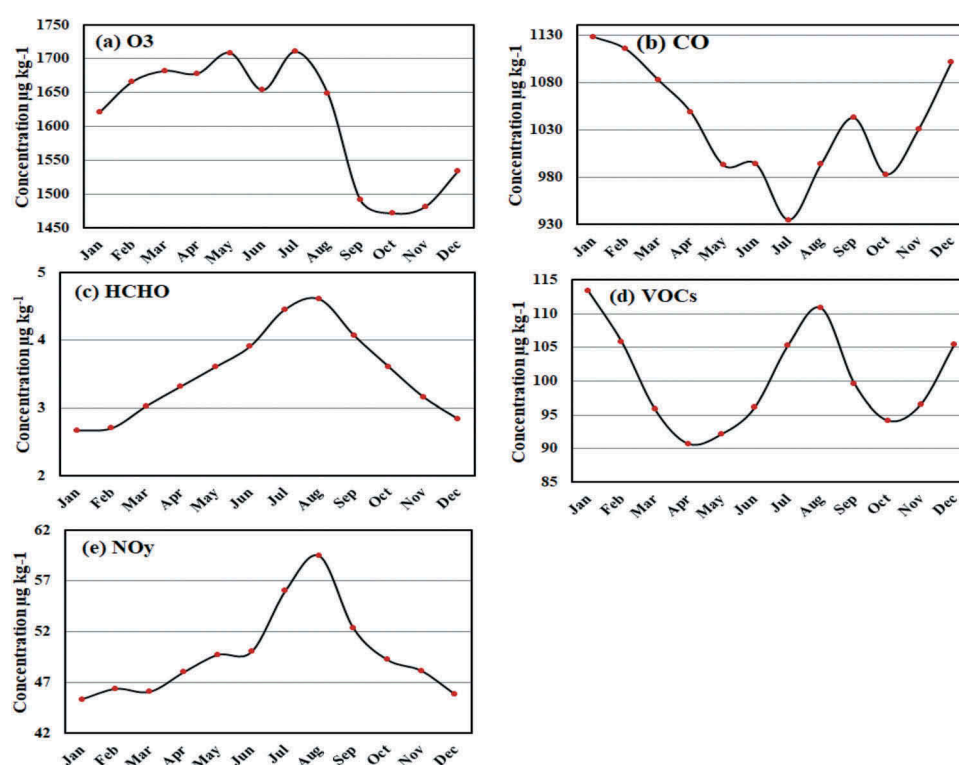 (a) O3
Concentration µg kg-1
1750
1700
1650
1600
1550
1500
1450
Jan Feb Mar Apr May Jun Jul Aug Sep Oct Nov Dec
(b) CO
Concentration µg kg-1
1130
1080
1030
980
930
Jan Feb Mar Apr May Jun Jul Aug Sep Oct Nov Dec
(c) HCHO
Concentration µg kg-1
5
4
3
2
Jan Feb Mar Apr May Jun Jul Aug Sep Oct Nov Dec
(d) VOCs
Concentration µg kg-1
115
110
105
100
95
90
85
Jan Feb Mar Apr May Jun Jul Aug Sep Oct Nov Dec
(e) NOy
Concentration µg kg-1
62
57
52
47
42
Jan Feb Mar Apr May Jun Jul Aug Sep Oct Nov Dec